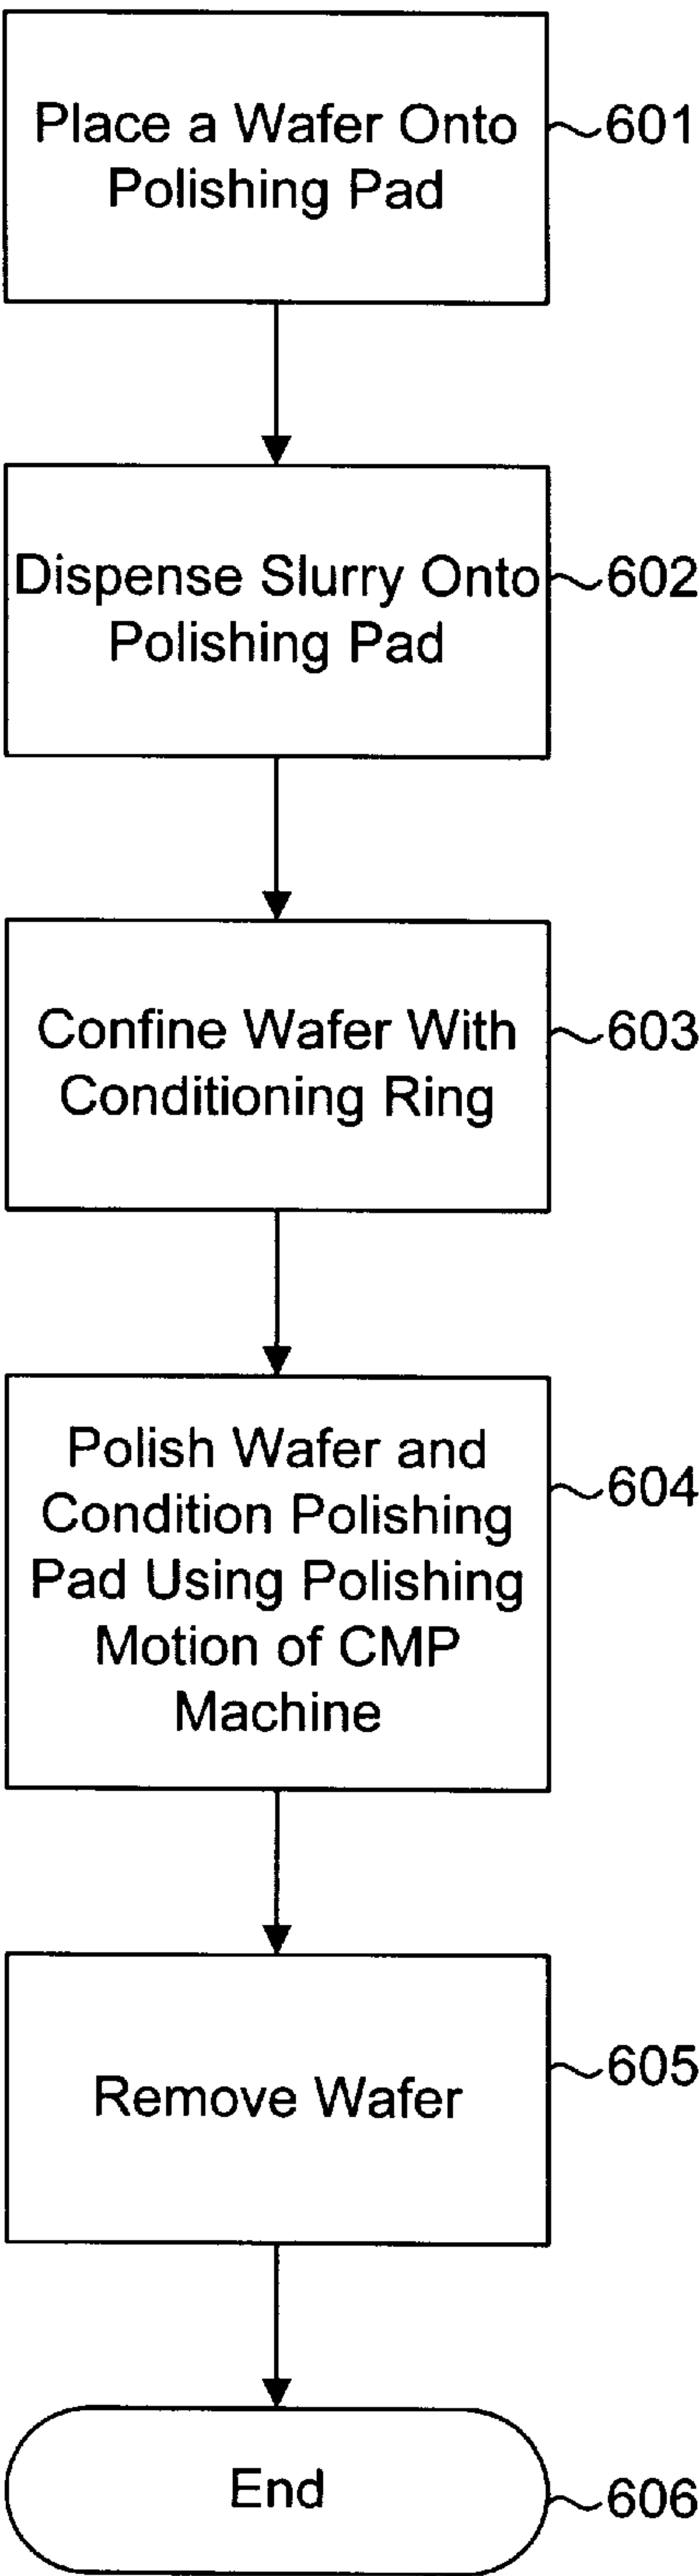 Place a Wafer Onto
Polishing Pad
601
Dispense Slurry Onto
Polishing Pad
602
Confine Wafer With
Conditioning Ring
603
Polish Wafer and
Condition Polishing
Pad Using Polishing
Motion of CMP
Machine
604
Remove Wafer
605
End
606